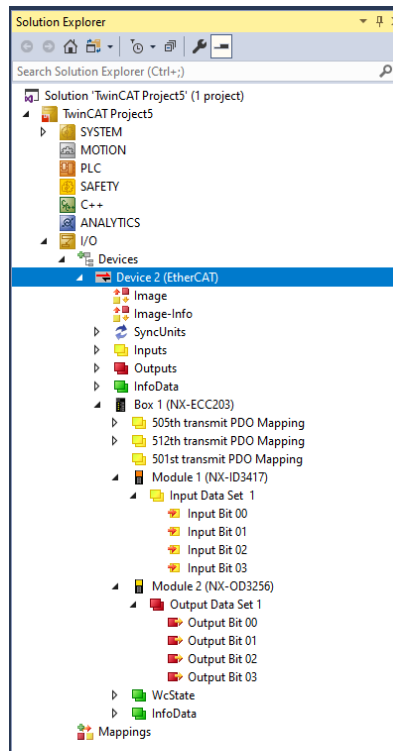 Solution Explorer
Search Solution Explorer (Ctrl+;)
Solution 'TwinCAT Project5' (1 project)
TwinCAT Project5
SYSTEM
MOTION
PLC
SAFETY
C++
ANALYTICS
I/O
Devices
Device 2 (EtherCAT)
Image
Image-Info
SyncUnits
Inputs
Outputs
InfoData
Box 1 (NX-ECC203)
505th transmit PDO Mapping
512th transmit PDO Mapping
501st transmit PDO Mapping
Module 1 (NX-ID3417)
Input Data Set 1
Input Bit 00
Input Bit 01
Input Bit 02
Input Bit 03
Module 2 (NX-OD3256)
Output Data Set 1
Output Bit 00
Output Bit 01
Output Bit 02
Output Bit 03
WcState
InfoData
Mappings